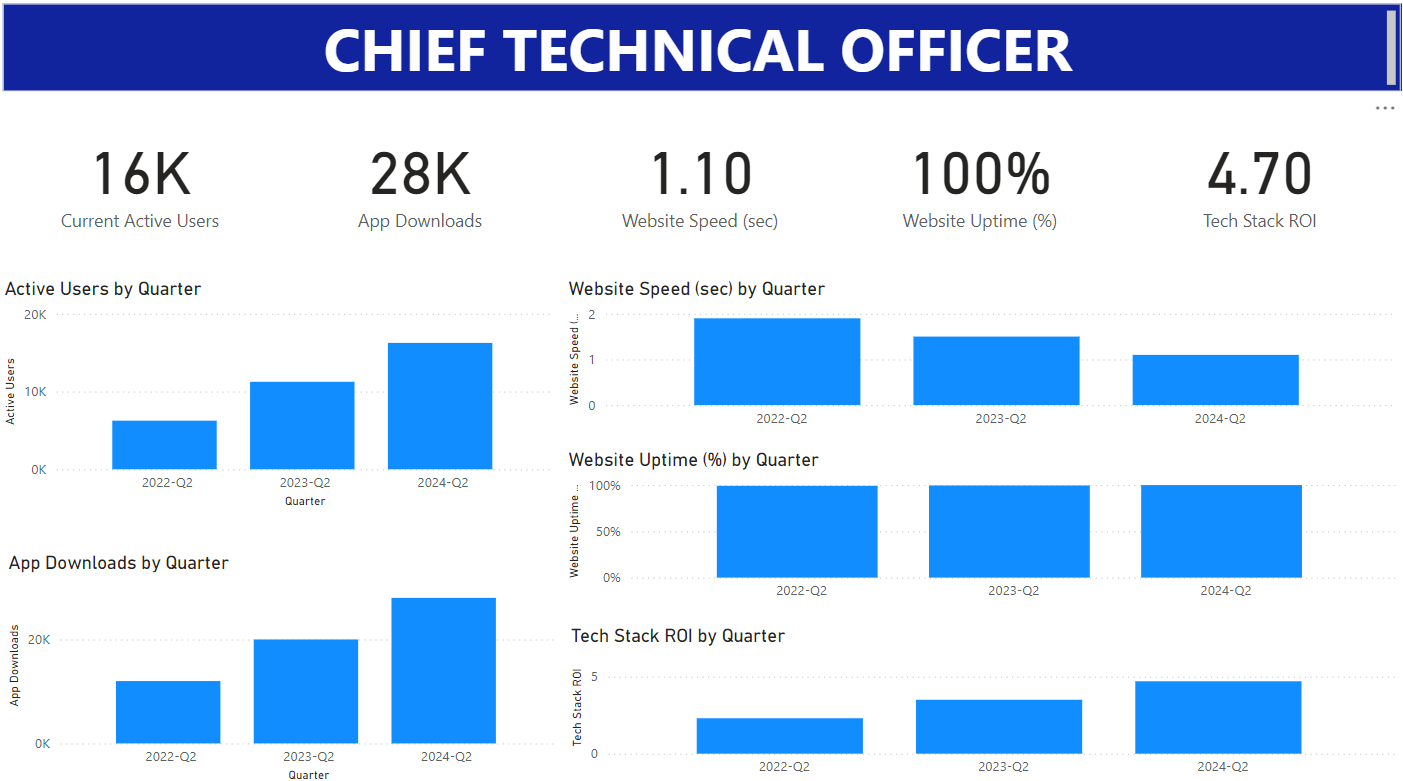 CHIEF TECHNICAL OFFICER
16K
Current Active Users
28K
App Downloads
1.10
Website Speed (sec)
100%
Website Uptime (%)
4.70
Tech Stack ROI
Active Users by Quarter
Active Users
20K
10K
0K
2022-Q2
2023-Q2
2024-Q2
Quarter
App Downloads by Quarter
App Downloads
20K
0K
2022-Q2
2023-Q2
2024-Q2
Quarter
Website Speed (sec) by Quarter
Website Speed (...
2
1
0
2022-Q2
2023-Q2
2024-Q2
Website Uptime (%) by Quarter
Website Uptime ...
100%
50%
0%
2022-Q2
2023-Q2
2024-Q2
Tech Stack ROI by Quarter
Tech Stack ROI
5
0
2022-Q2
2023-Q2
2024-Q2